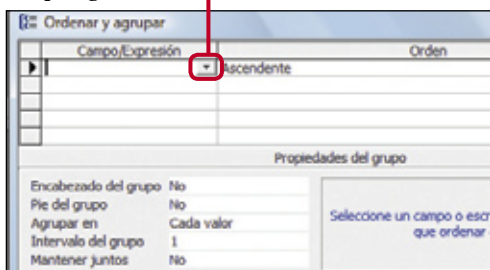 Ordenar y agrupar
Campo/Expresión Orden
Ascendente
Propiedades del grupo
Encabezado del grupo No
Pie del grupo No
Agrupar en Cada valor
Intervalo del grupo 1
Mantener juntos No
Seleccione un campo o
que ordenar